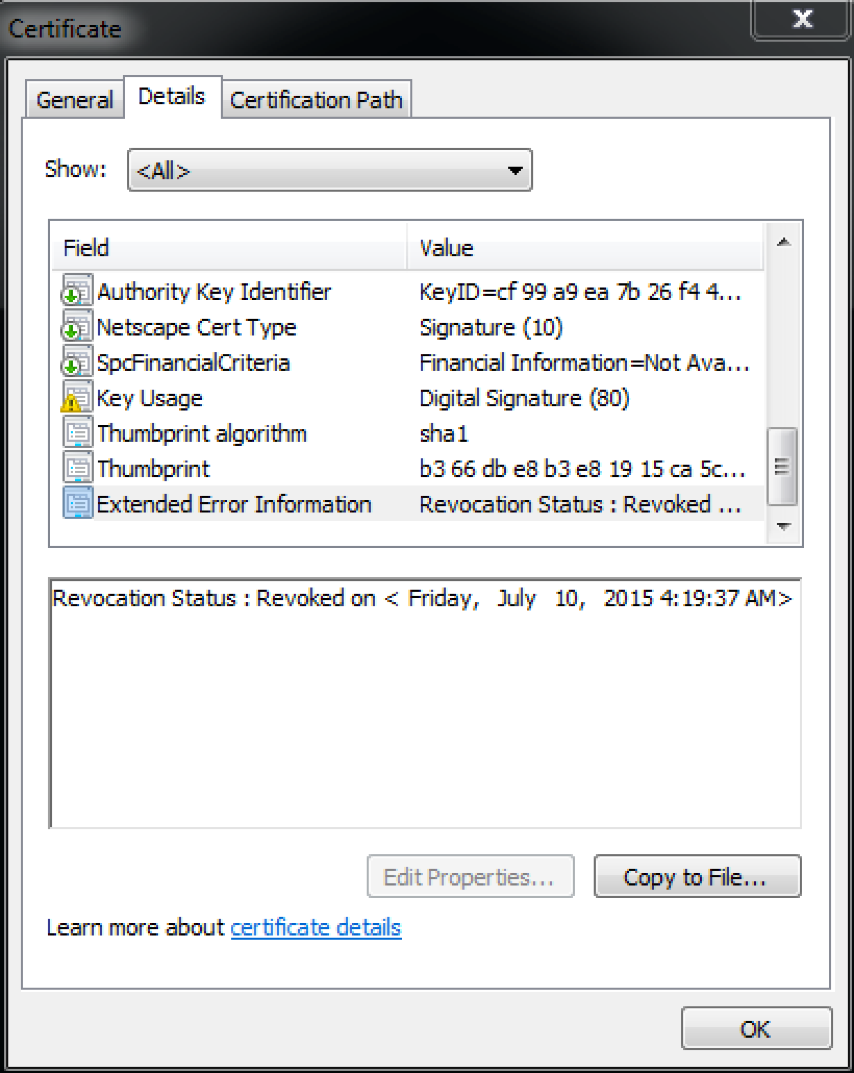 Certificate
General Details Certification Path
Show: <All>
Field Value
Authority Key Identifier KeyID=cf 99 a9 ea 7b 26 f4 4...
Netscape Cert Type Signature (10)
SpcFinancialCriteria Financial Information=Not Ava...
Key Usage Digital Signature (80)
Thumbprint algorithm sha1
Thumbprint b3 66 db e8 b3 e8 19 15 ca 5c...
Extended Error Information Revocation Status : Revoked ...
Revocation Status : Revoked on < Friday, July 10, 2015 4:19:37 AM>
Edit Properties... Copy to File...
Learn more about certificate details
OK